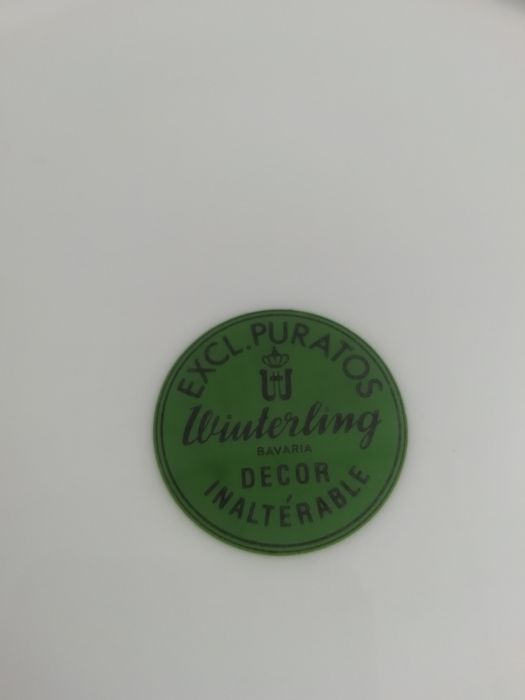 EXCL. PURATOS
W
Winterling
BAVARIA
DECOR
INALTÉRABLE